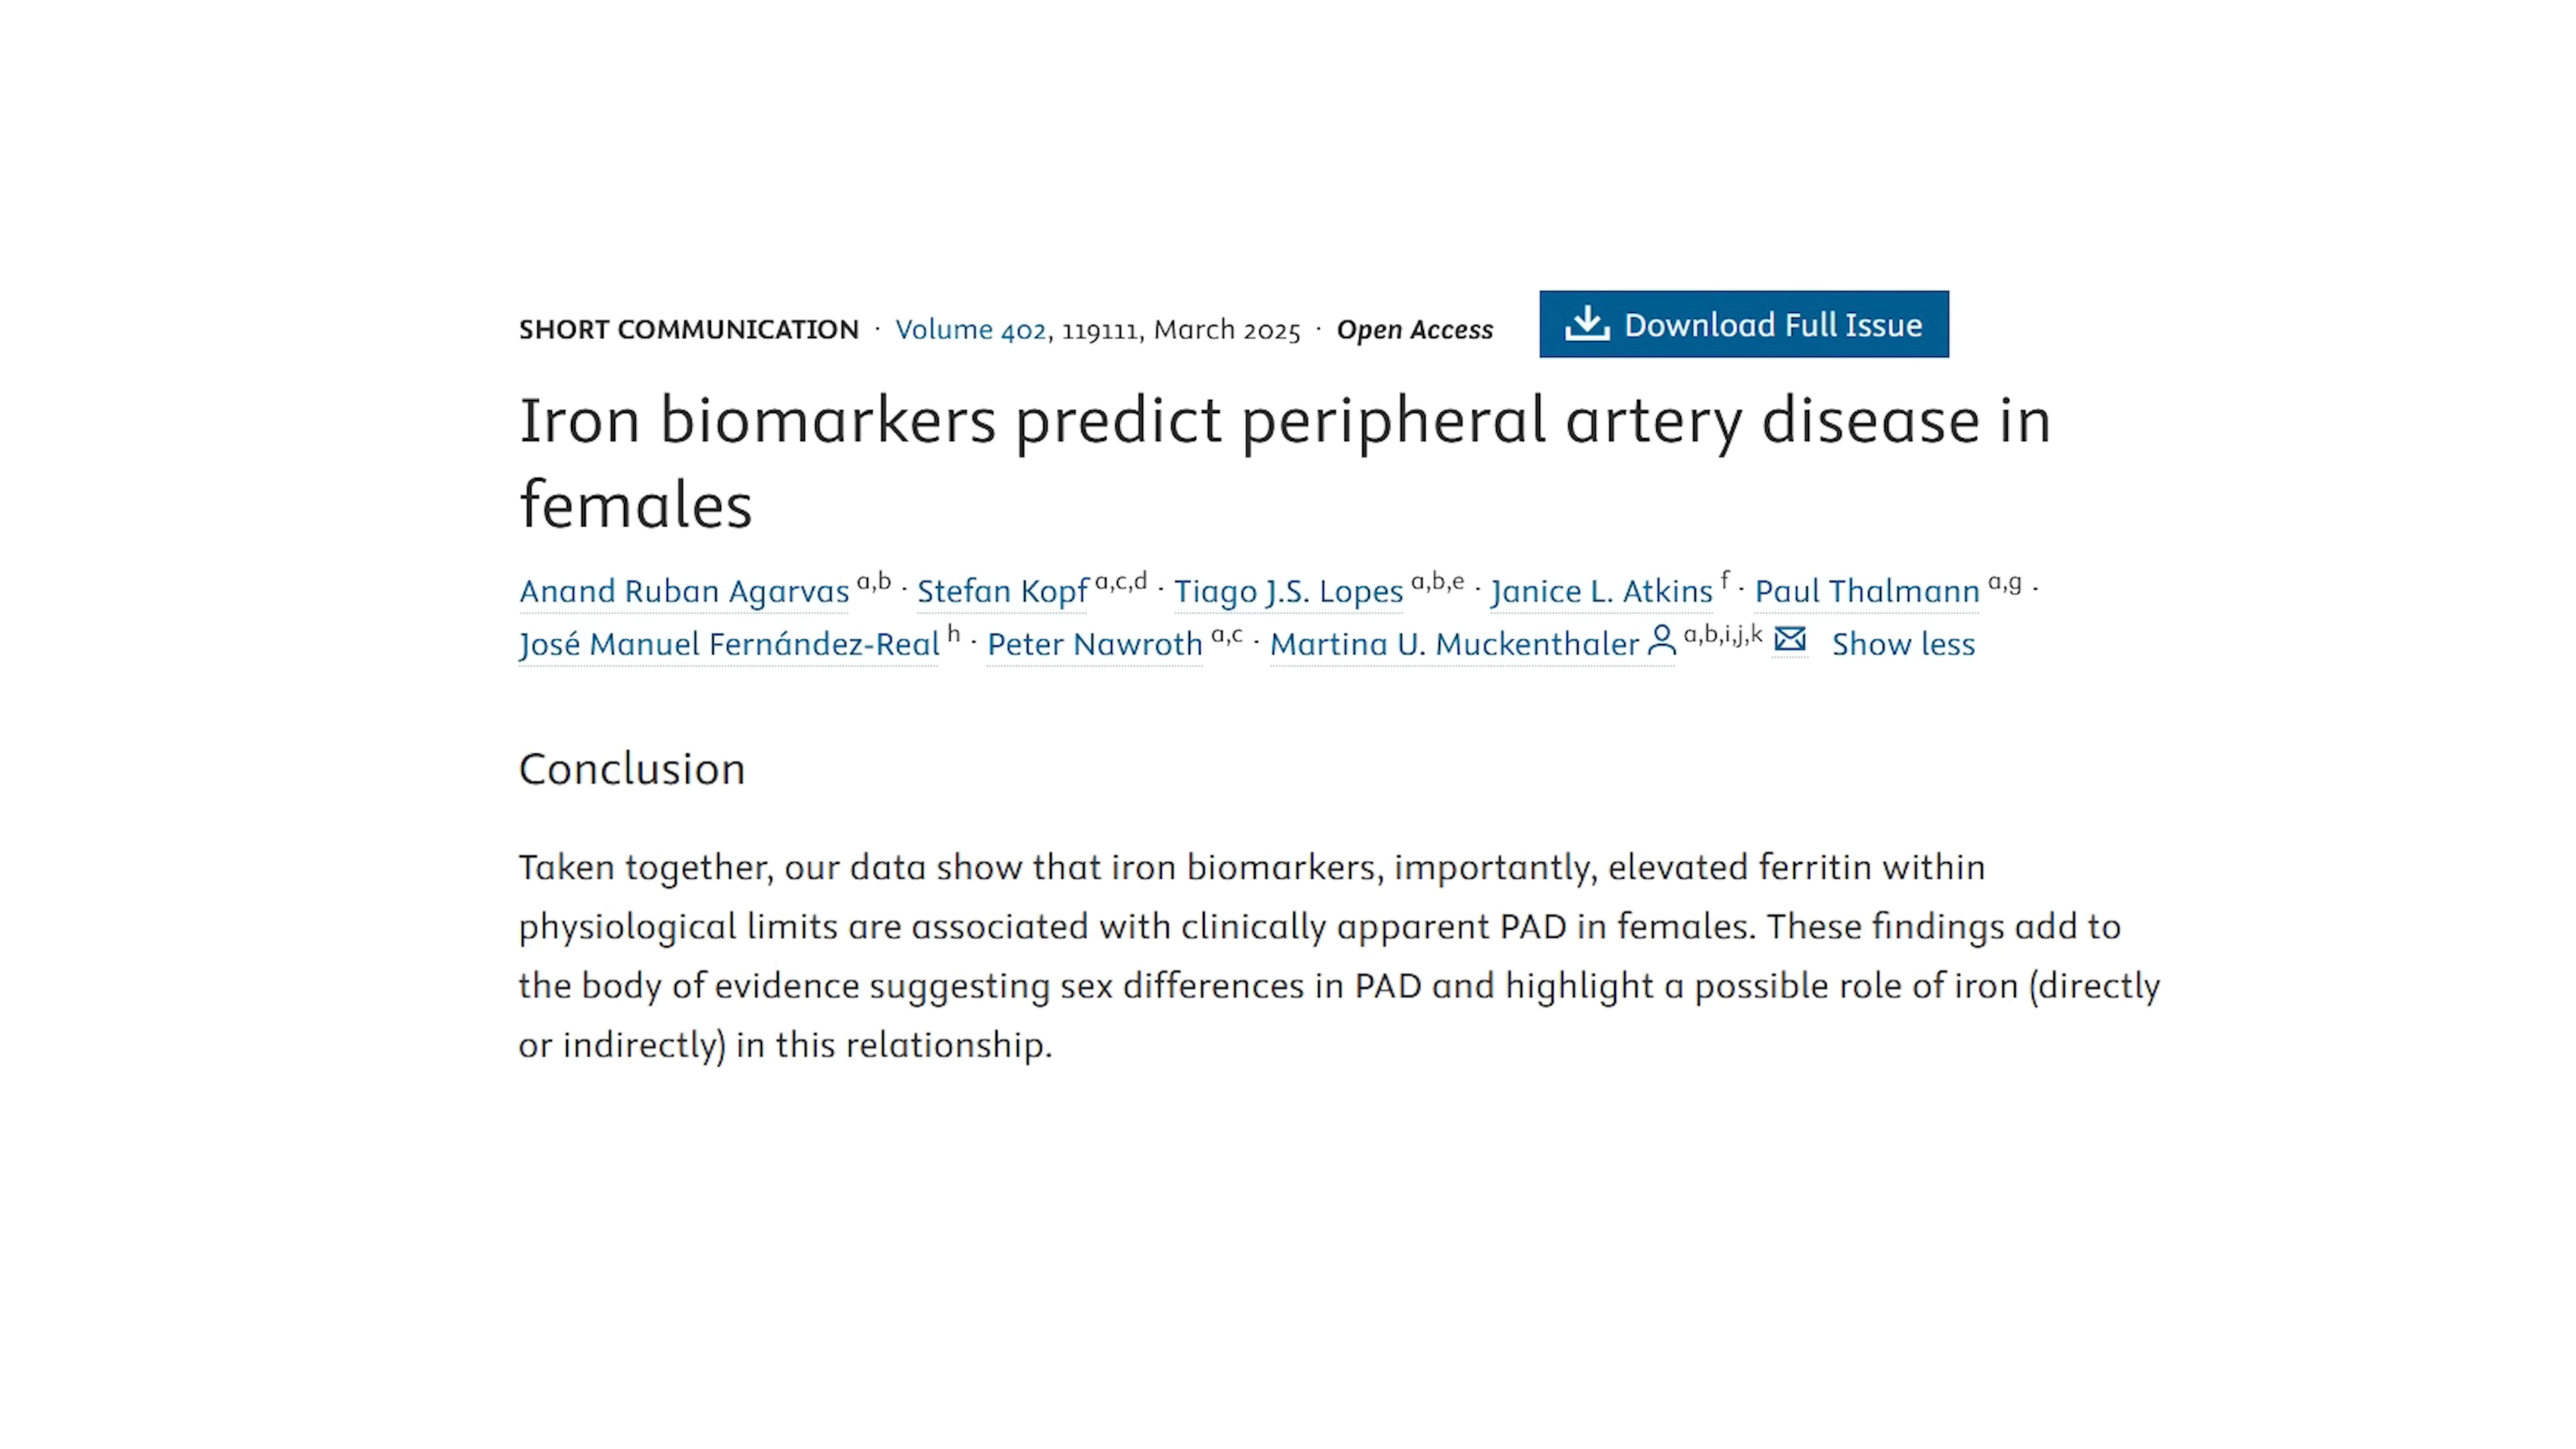 SHORT COMMUNICATION · Volume 402, 119111, March 2025 · Open Access Download Full Issue
Iron biomarkers predict peripheral artery disease in
females
Anand Ruban Agarvas a,b · Stefan Kopf a,c,d · Tiago J.S. Lopes a,b,e · Janice L. Atkins f · Paul Thalmann a,g ·
José Manuel Fernández-Real h · Peter Nawroth a,c · Martina U. Muckenthaler a,b,i,j,k Show less
Conclusion
Taken together, our data show that iron biomarkers, importantly, elevated ferritin within
physiological limits are associated with clinically apparent PAD in females. These findings add to
the body of evidence suggesting sex differences in PAD and highlight a possible role of iron (directly
or indirectly) in this relationship.